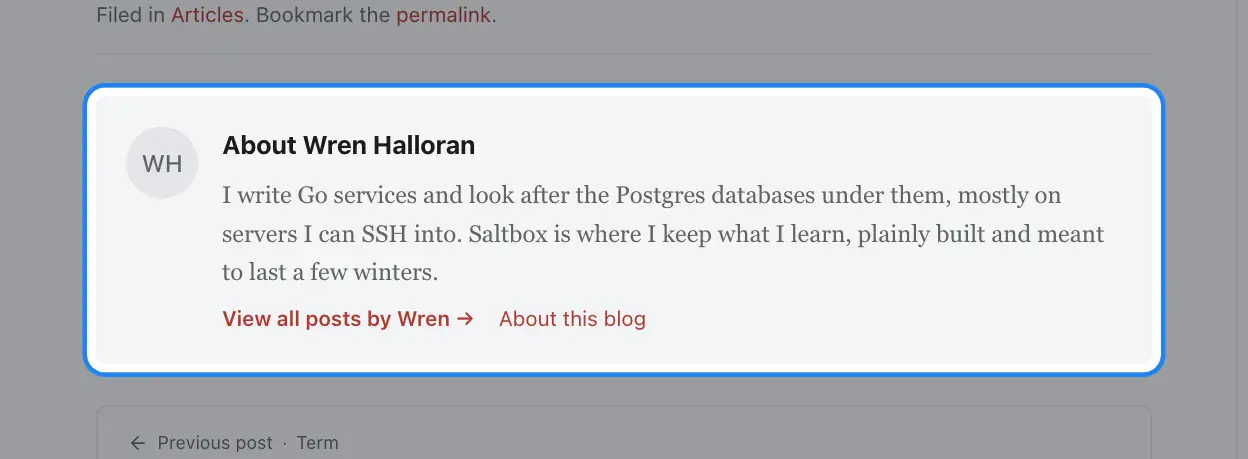 Filed in Articles. Bookmark the permalink.
WH
About Wren Halloran
I write Go services and look after the Postgres databases under them, mostly on
servers I can SSH into. Saltbox is where I keep what I learn, plainly built and meant
to last a few winters.
View all posts by Wren → About this blog
← Previous post · Term